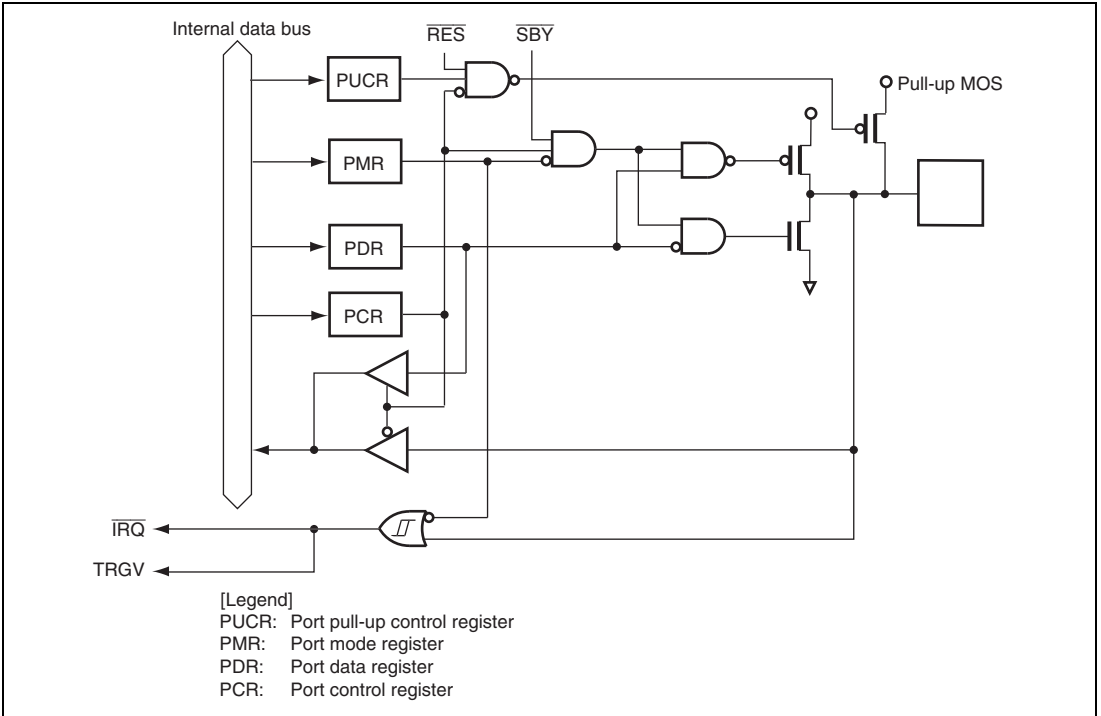 Internal data bus
RES
SBY
PUCR
Pull-up MOS
PMR
PDR
PCR
IRQ
TRGV
[Legend]
PUCR: Port pull-up control register
PMR: Port mode register
PDR: Port data register
PCR: Port control register